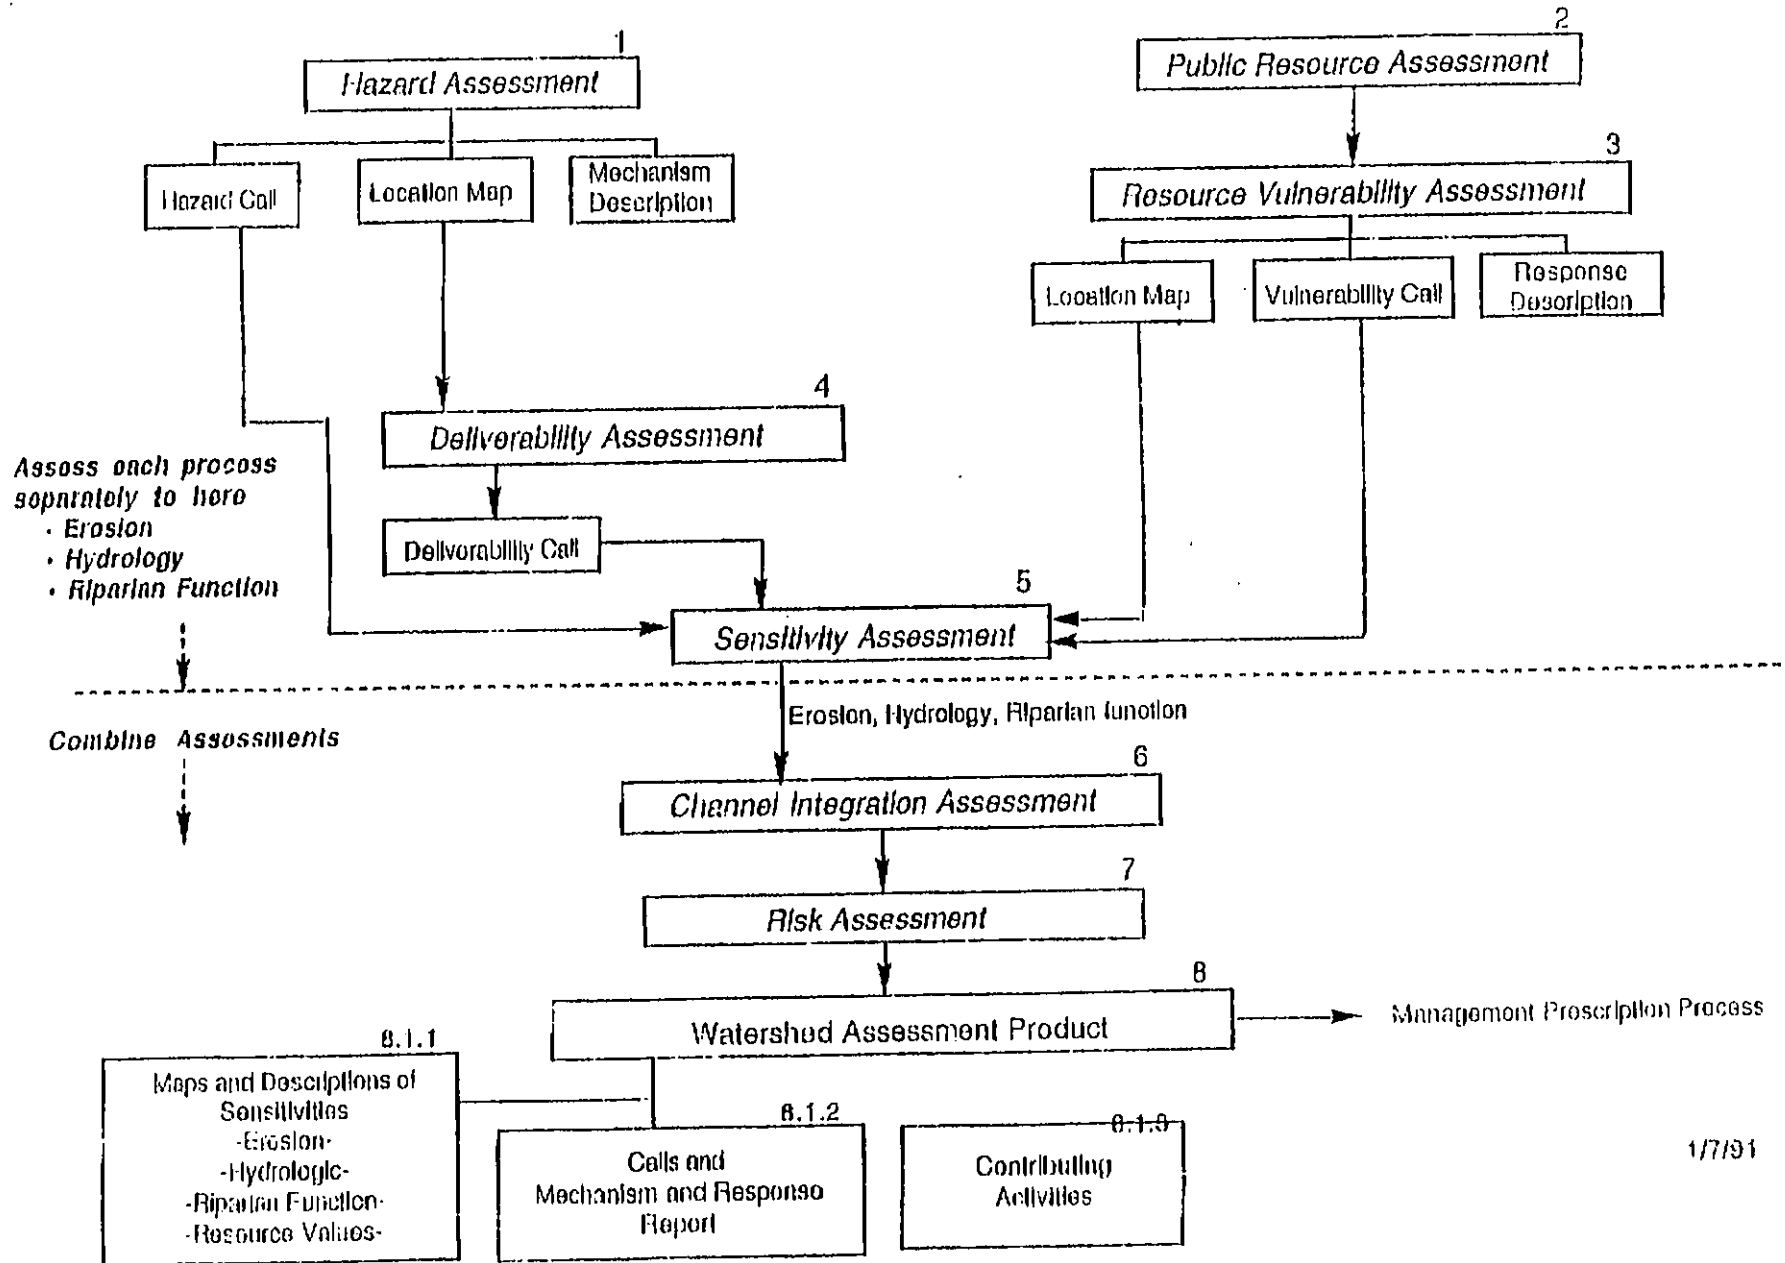 1
Hazard Assessment
2
Public Resource Assessment
Hazard Call
Location Map
Mechanism
Description
3
Resource Vulnerability Assessment
Location Map
Vulnerability Call
Response
Description
4
Deliverability Assessment
Assess each process
separately to here
· Erosion
· Hydrology
· Riparian Function
Deliverability Call
5
Sensitivity Assessment
Erosion, Hydrology, Riparian function
Combine Assessments
6
Channel Integration Assessment
7
Risk Assessment
8
Watershed Assessment Product
Management Prescription Process
8.1.1
Maps and Descriptions of
Sensitivities
-Erosion-
-Hydrologic-
-Riparian Function-
-Resource Values-
8.1.2
Calls and
Mechanism and Response
Report
8.1.3
Contributing
Activities
1/7/91